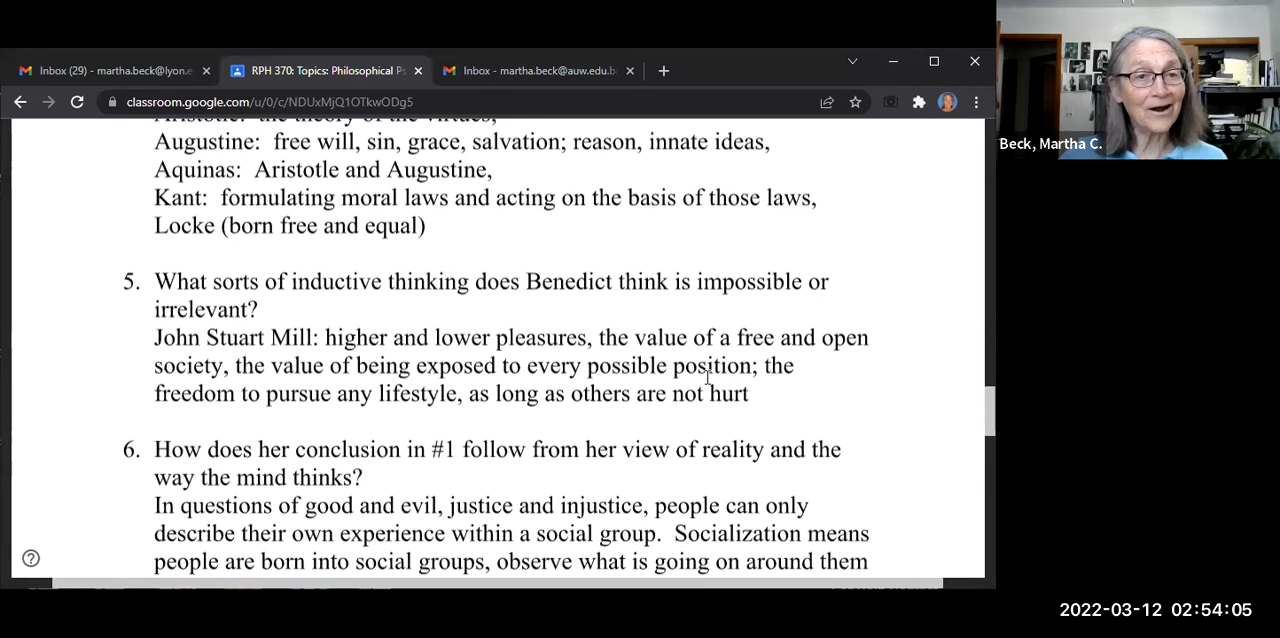 Inbox (29) - martha.beck@lyon.e
RPH 370: Topics: Philosophical Ps
Inbox - martha.beck@auw.edu.b
classroom.google.com/u/0/c/NDUxMjQ1OTkwODg5
Aristotle: the theory of the virtues,
Augustine: free will, sin, grace, salvation; reason, innate ideas,
Aquinas: Aristotle and Augustine,
Kant: formulating moral laws and acting on the basis of those laws,
Locke (born free and equal)
5. What sorts of inductive thinking does Benedict think is impossible or
irrelevant?
John Stuart Mill: higher and lower pleasures, the value of a free and open
society, the value of being exposed to every possible position; the
freedom to pursue any lifestyle, as long as others are not hurt
6. How does her conclusion in #1 follow from her view of reality and the
way the mind thinks?
In questions of good and evil, justice and injustice, people can only
describe their own experience within a social group. Socialization means
people are born into social groups, observe what is going on around them
Beck, Martha C.
2022-03-12 02:54:05